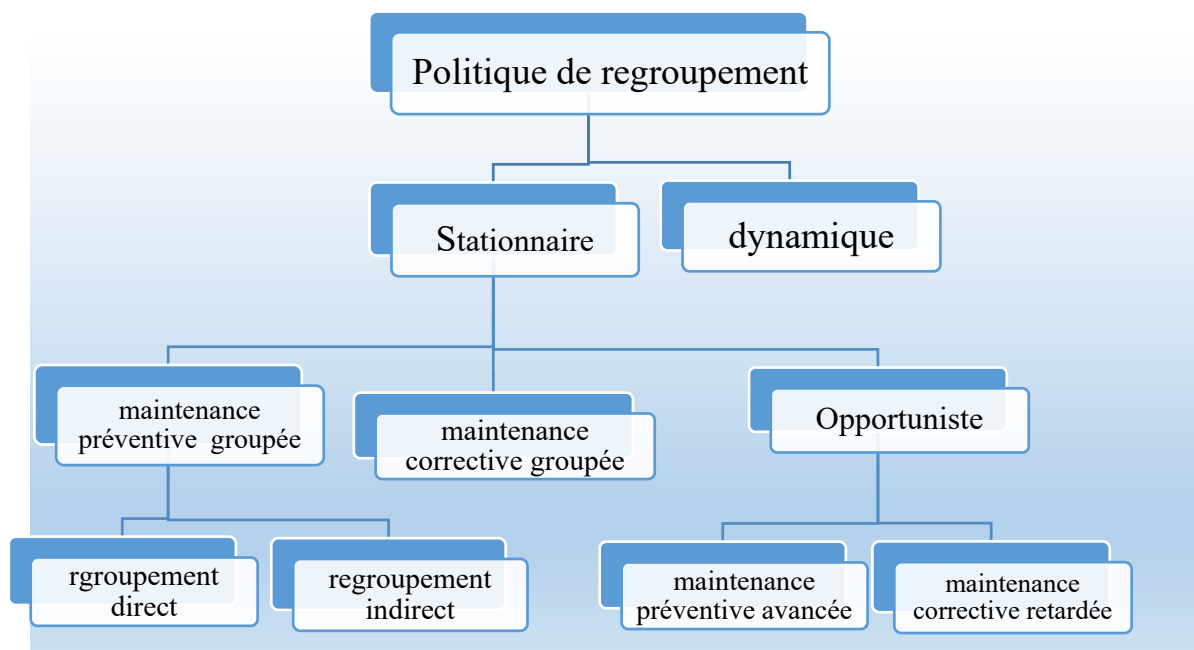 Politique de regroupement
Stationnaire
dynamique
maintenance
préventive groupée
maintenance
corrective groupée
Opportuniste
rgroupement
direct
regroupement
indirect
maintenance
préventive avancée
maintenance
corrective retardée